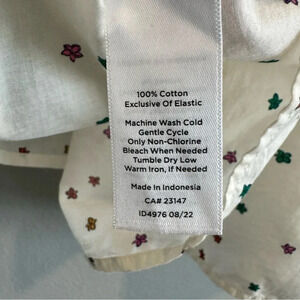 100% Cotton
Exclusive Of Elastic
Machine Wash Cold
Gentle Cycle
Only Non-Chlorine
Bleach When Needed
Tumble Dry Low
Warm Iron, If Needed
Made In Indonesia
CA# 23147
ID4976 08/22